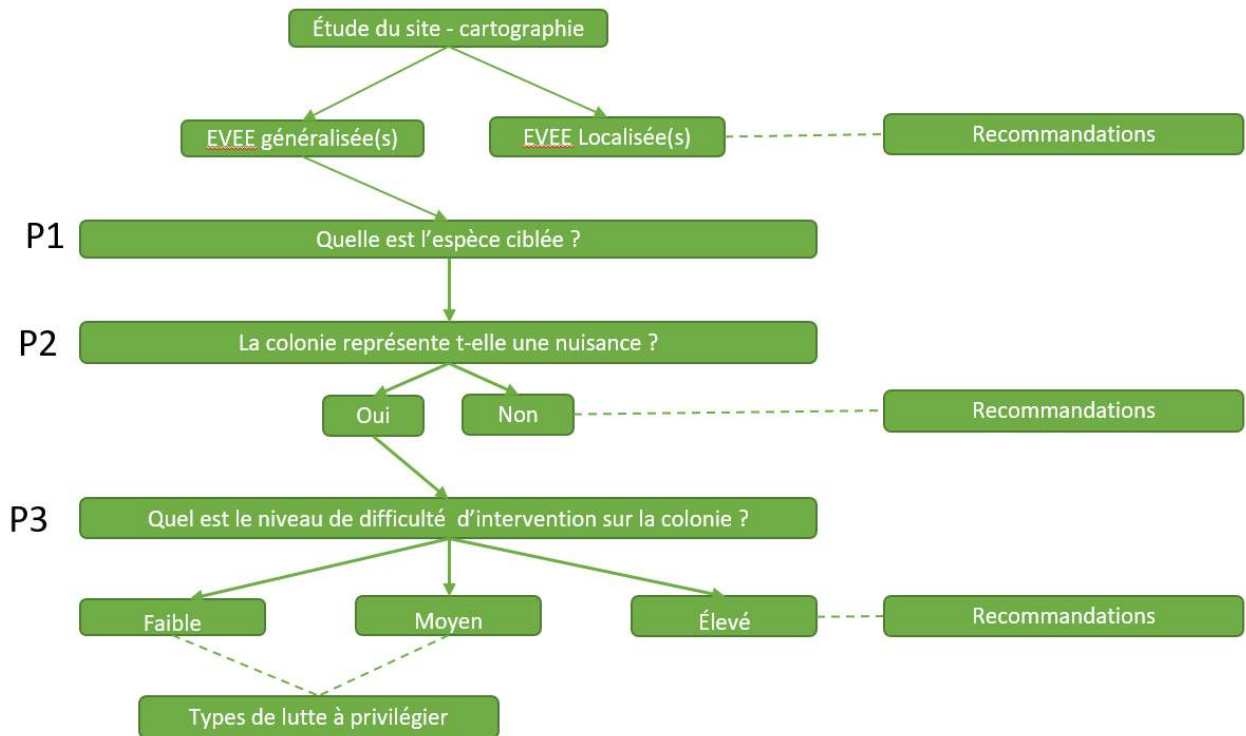 Étude du site - cartographie
EVEE généralisée(s)
EVEE Localisée(s)
Recommandations
P1
Quelle est l’espèce ciblée ?
P2
La colonie représente t-elle une nuisance ?
Oui
Non
Recommandations
P3
Quel est le niveau de difficulté  d’intervention sur la colonie ?
Faible
Moyen
Élevé
Recommandations
Types de lutte à privilégier